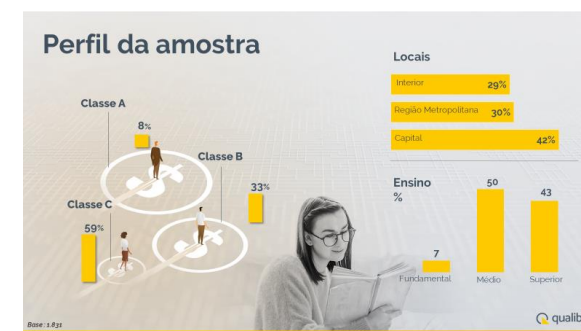 Perfil da amostra
Classe A
8%
Classe B
33%
Classe C
59%
Base: 1.831
Locais
Interior 29%
Região Metropolitana 30%
Capital 42%
Ensino
%
7
Fundamental
50
Médio
43
Superior